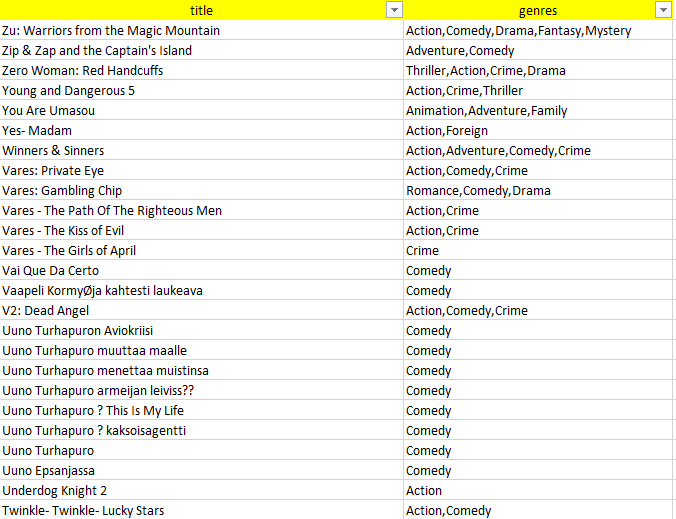 title genres
Zu: Warriors from the Magic Mountain Action,Comedy,Drama,Fantasy,Mystery
Zip & Zap and the Captain's Island Adventure,Comedy
Zero Woman: Red Handcuffs Thriller,Action,Crime,Drama
Young and Dangerous 5 Action,Crime,Thriller
You Are Umasou Animation,Adventure,Family
Yes- Madam Action,Foreign
Winners & Sinners Action,Adventure,Comedy,Crime
Vares: Private Eye Action,Comedy,Crime
Vares: Gambling Chip Romance,Comedy,Drama
Vares - The Path Of The Righteous Men Action,Crime
Vares - The Kiss of Evil Action,Crime
Vares - The Girls of April Crime
Vai Que Da Certo Comedy
Vaapeli KormyØja kahtesti laukeava Comedy
V2: Dead Angel Action,Comedy,Crime
Uuno Turhapuron Aviokriisi Comedy
Uuno Turhapuro muuttaa maalle Comedy
Uuno Turhapuro menettaa muistinsa Comedy
Uuno Turhapuro armeijan leiviss?? Comedy
Uuno Turhapuro ? This Is My Life Comedy
Uuno Turhapuro ? kaksoisagentti Comedy
Uuno Turhapuro Comedy
Uuno Epsanjassa Comedy
Underdog Knight 2 Action
Twinkle- Twinkle- Lucky Stars Action,Comedy